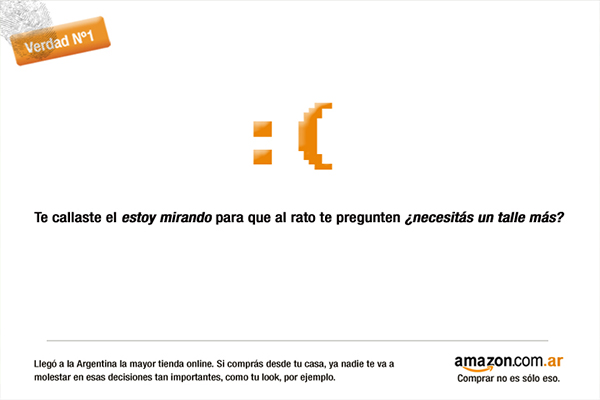 Verdad Nº1
:(
Te callaste el estoy mirando para que al rato te pregunten ¿necesitás un talle más?
Llegó a la Argentina la mayor tienda online. Si comprás desde tu casa, ya nadie te va a
molestar en esas decisiones tan importantes, como tu look, por ejemplo.
amazon.com.ar
Comprar no es sólo eso.